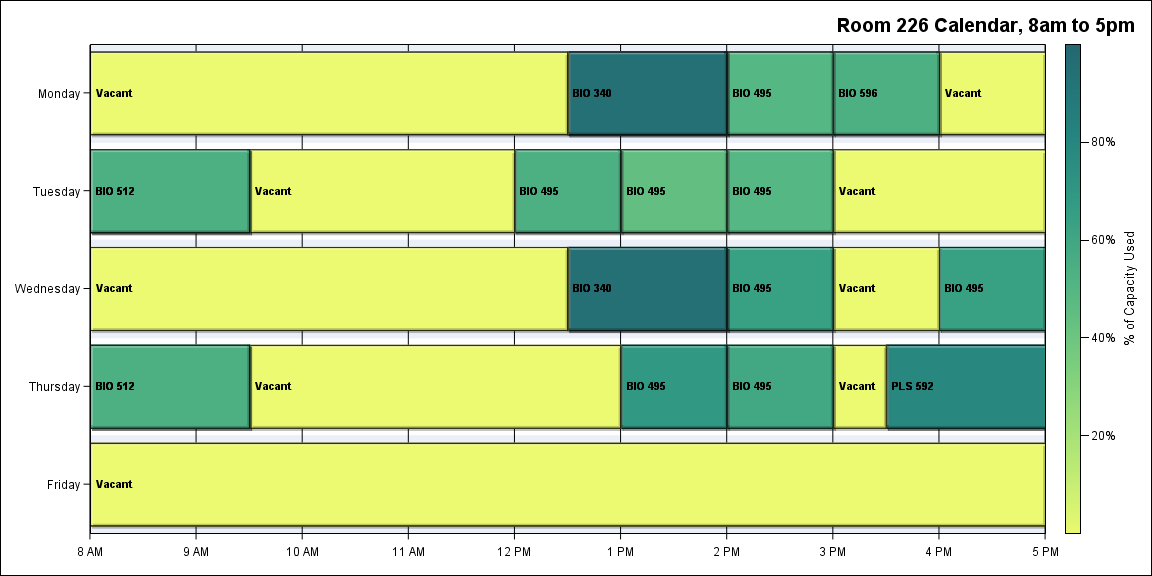 Room 226 Calendar, 8am to 5pm
Monday
Vacant
BIO 340
BIO 495
BIO 596
Vacant
Tuesday
BIO 512
Vacant
BIO 495
BIO 495
BIO 495
Vacant
Wednesday
Vacant
BIO 340
BIO 495
Vacant
BIO 495
Thursday
BIO 512
Vacant
BIO 495
BIO 495
Vacant
PLS 592
Friday
Vacant
8 AM
9 AM
10 AM
11 AM
12 PM
1 PM
2 PM
3 PM
4 PM
5 PM
80%
60%
40%
20%
% of Capacity Used